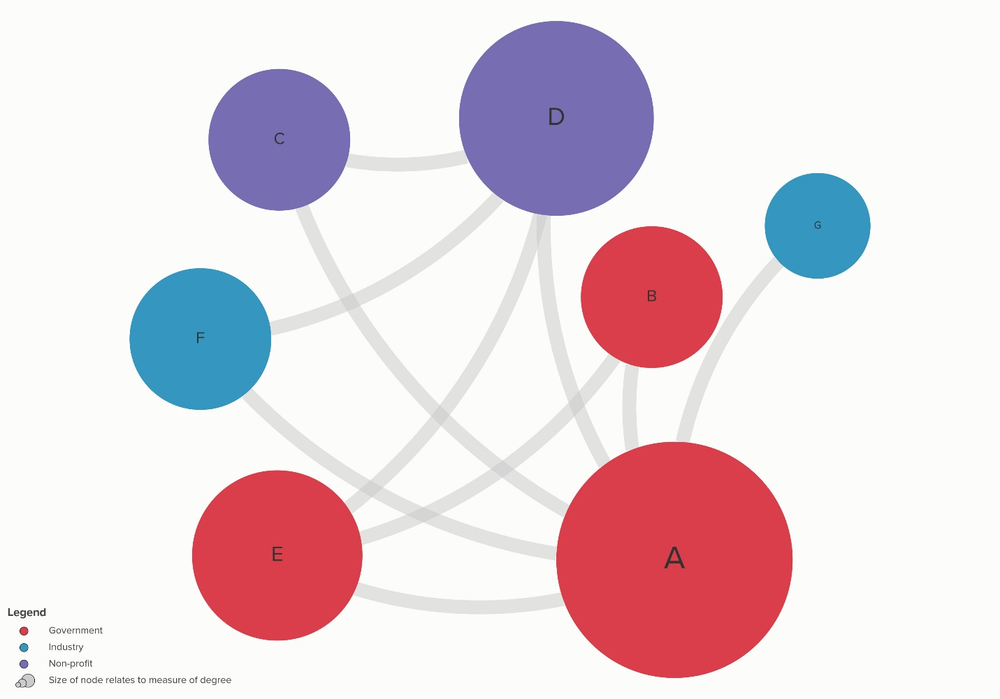 D
C
G
B
F
E
A
Legend
Government
Industry
Non-profit
Size of node relates to measure of degree